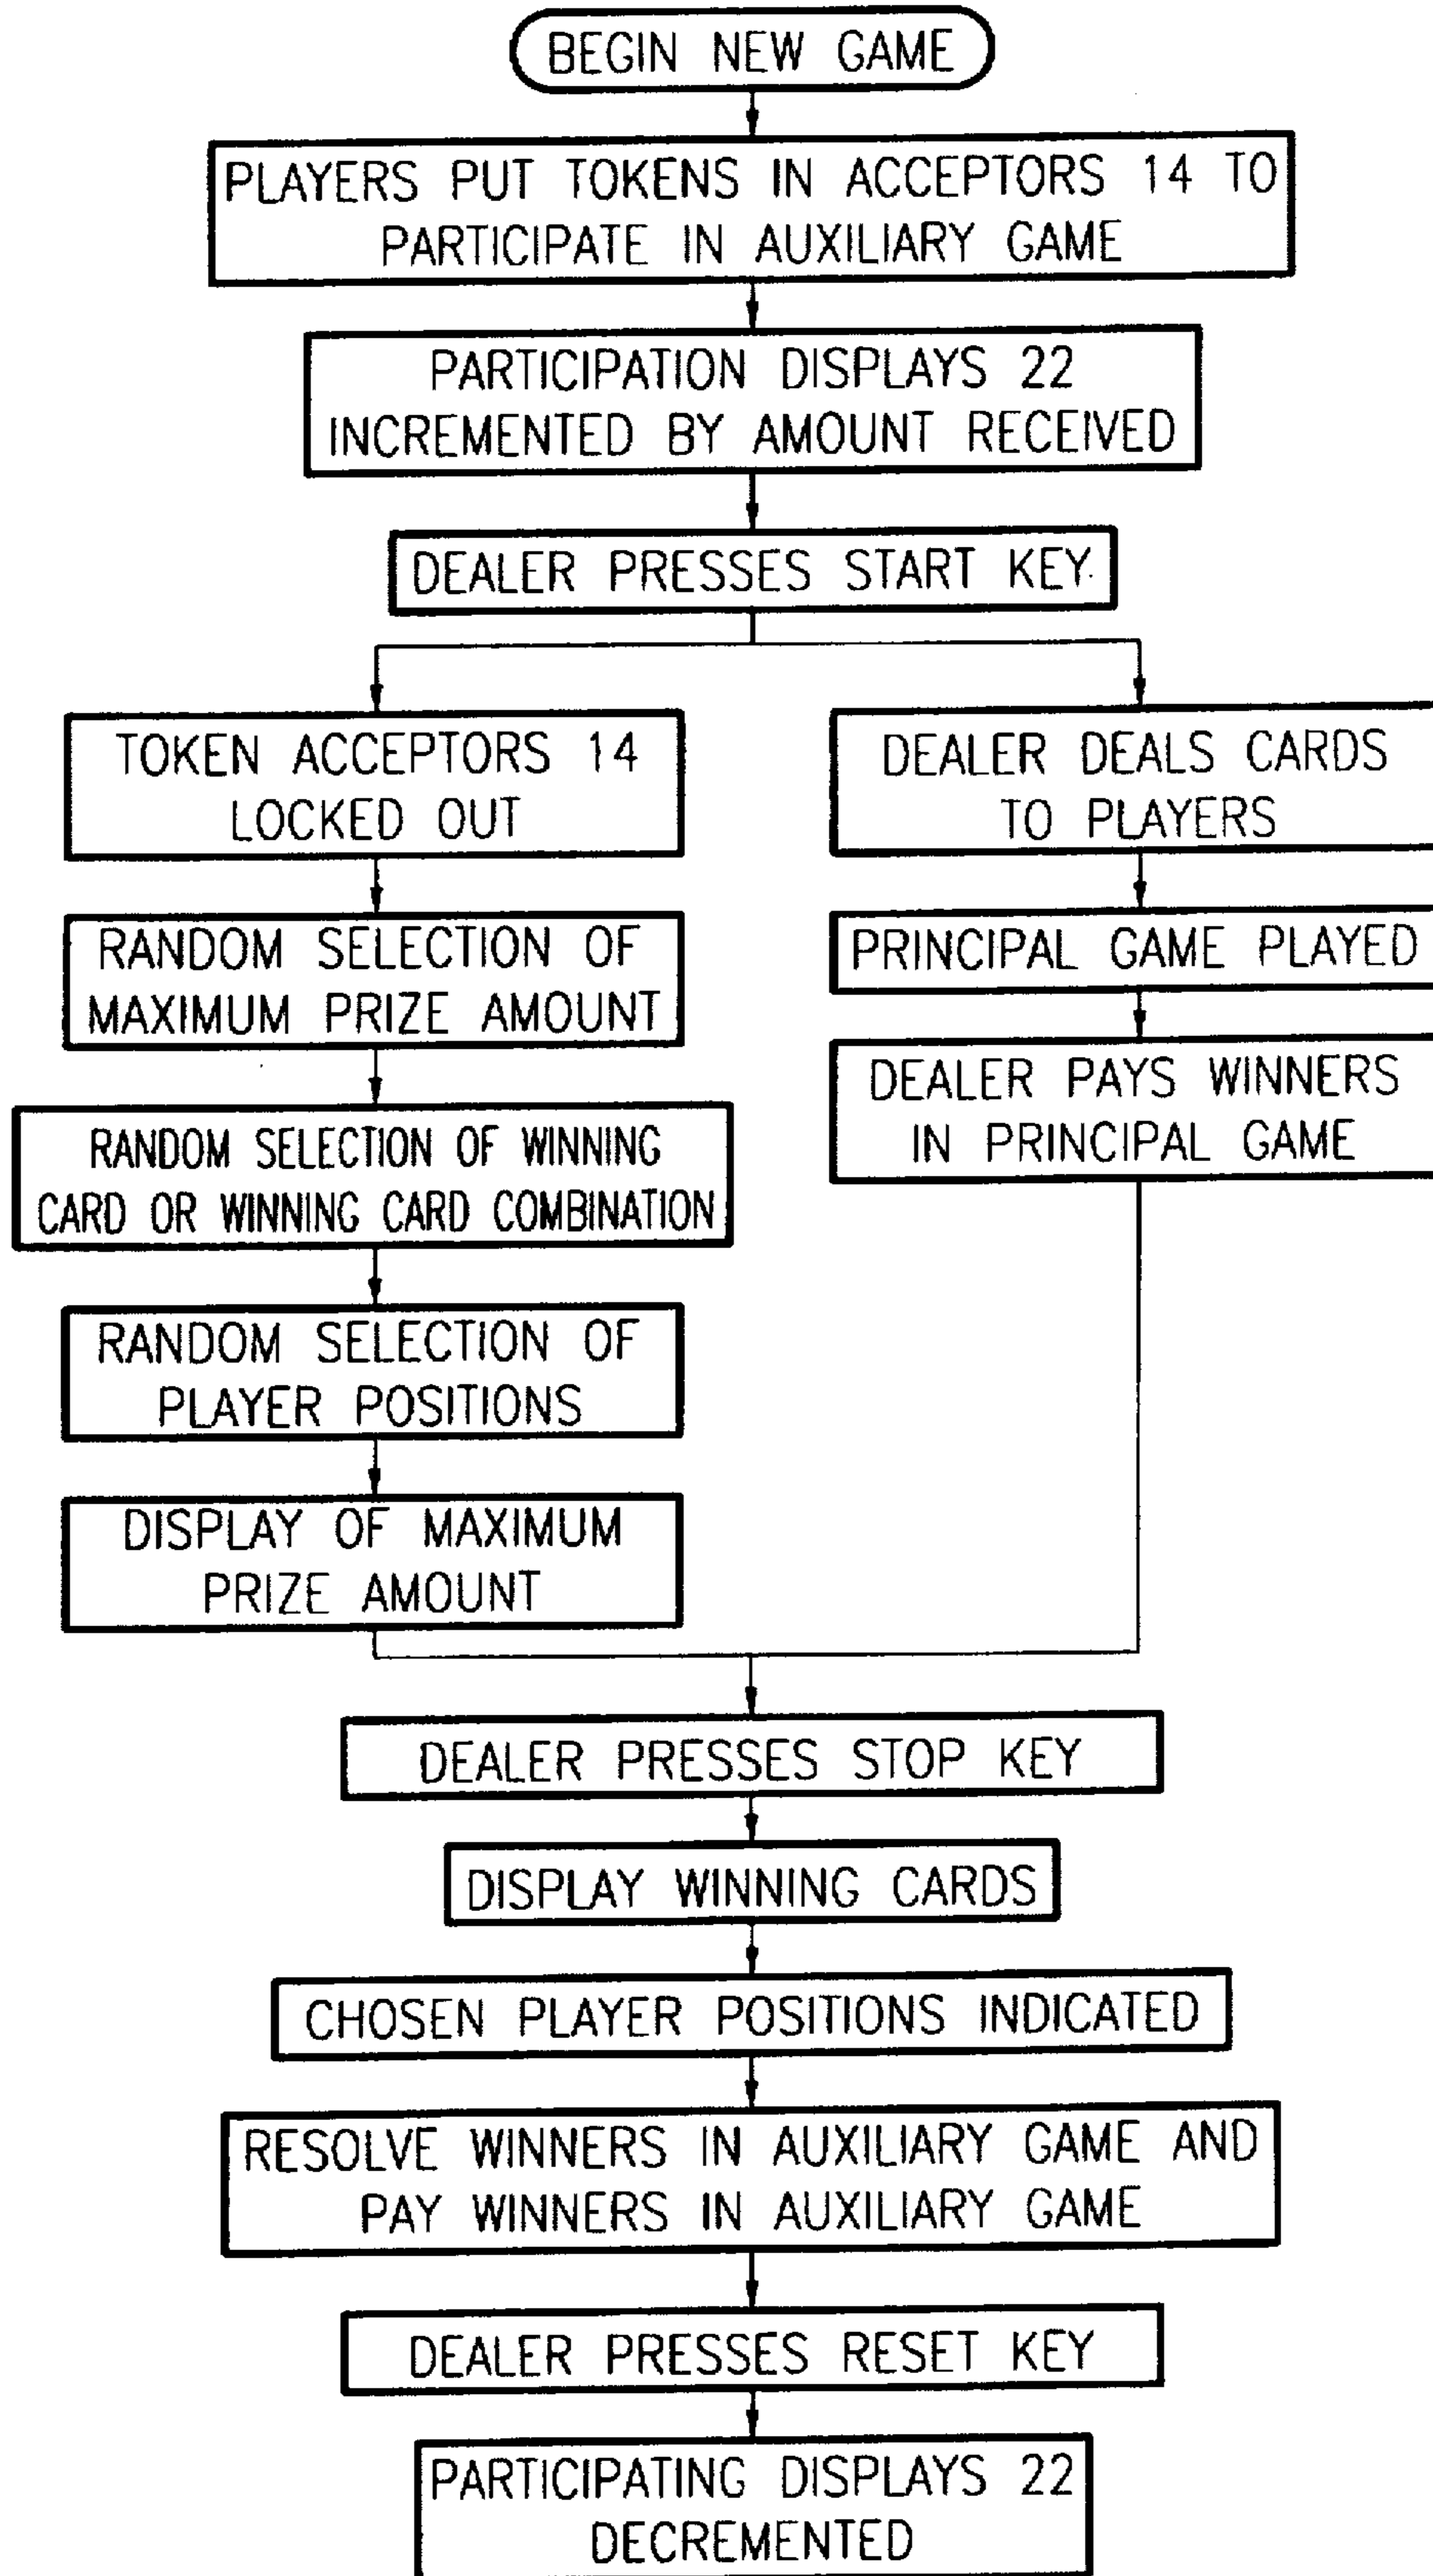 BEGIN NEW GAME
PLAYERS PUT TOKENS IN ACCEPTORS 14 TO
PARTICIPATE IN AUXILIARY GAME
PARTICIPATION DISPLAYS 22
INCREMENTED BY AMOUNT RECEIVED
DEALER PRESSES START KEY
TOKEN ACCEPTORS 14
LOCKED OUT
RANDOM SELECTION OF
MAXIMUM PRIZE AMOUNT
RANDOM SELECTION OF WINNING
CARD OR WINNING CARD COMBINATION
RANDOM SELECTION OF
PLAYER POSITIONS
DISPLAY OF MAXIMUM
PRIZE AMOUNT
DEALER DEALS CARDS
TO PLAYERS
PRINCIPAL GAME PLAYED
DEALER PAYS WINNERS
IN PRINCIPAL GAME
DEALER PRESSES STOP KEY
DISPLAY WINNING CARDS
CHOSEN PLAYER POSITIONS INDICATED
RESOLVE WINNERS IN AUXILIARY GAME AND
PAY WINNERS IN AUXILIARY GAME
DEALER PRESSES RESET KEY
PARTICIPATING DISPLAYS 22
DECREMENTED